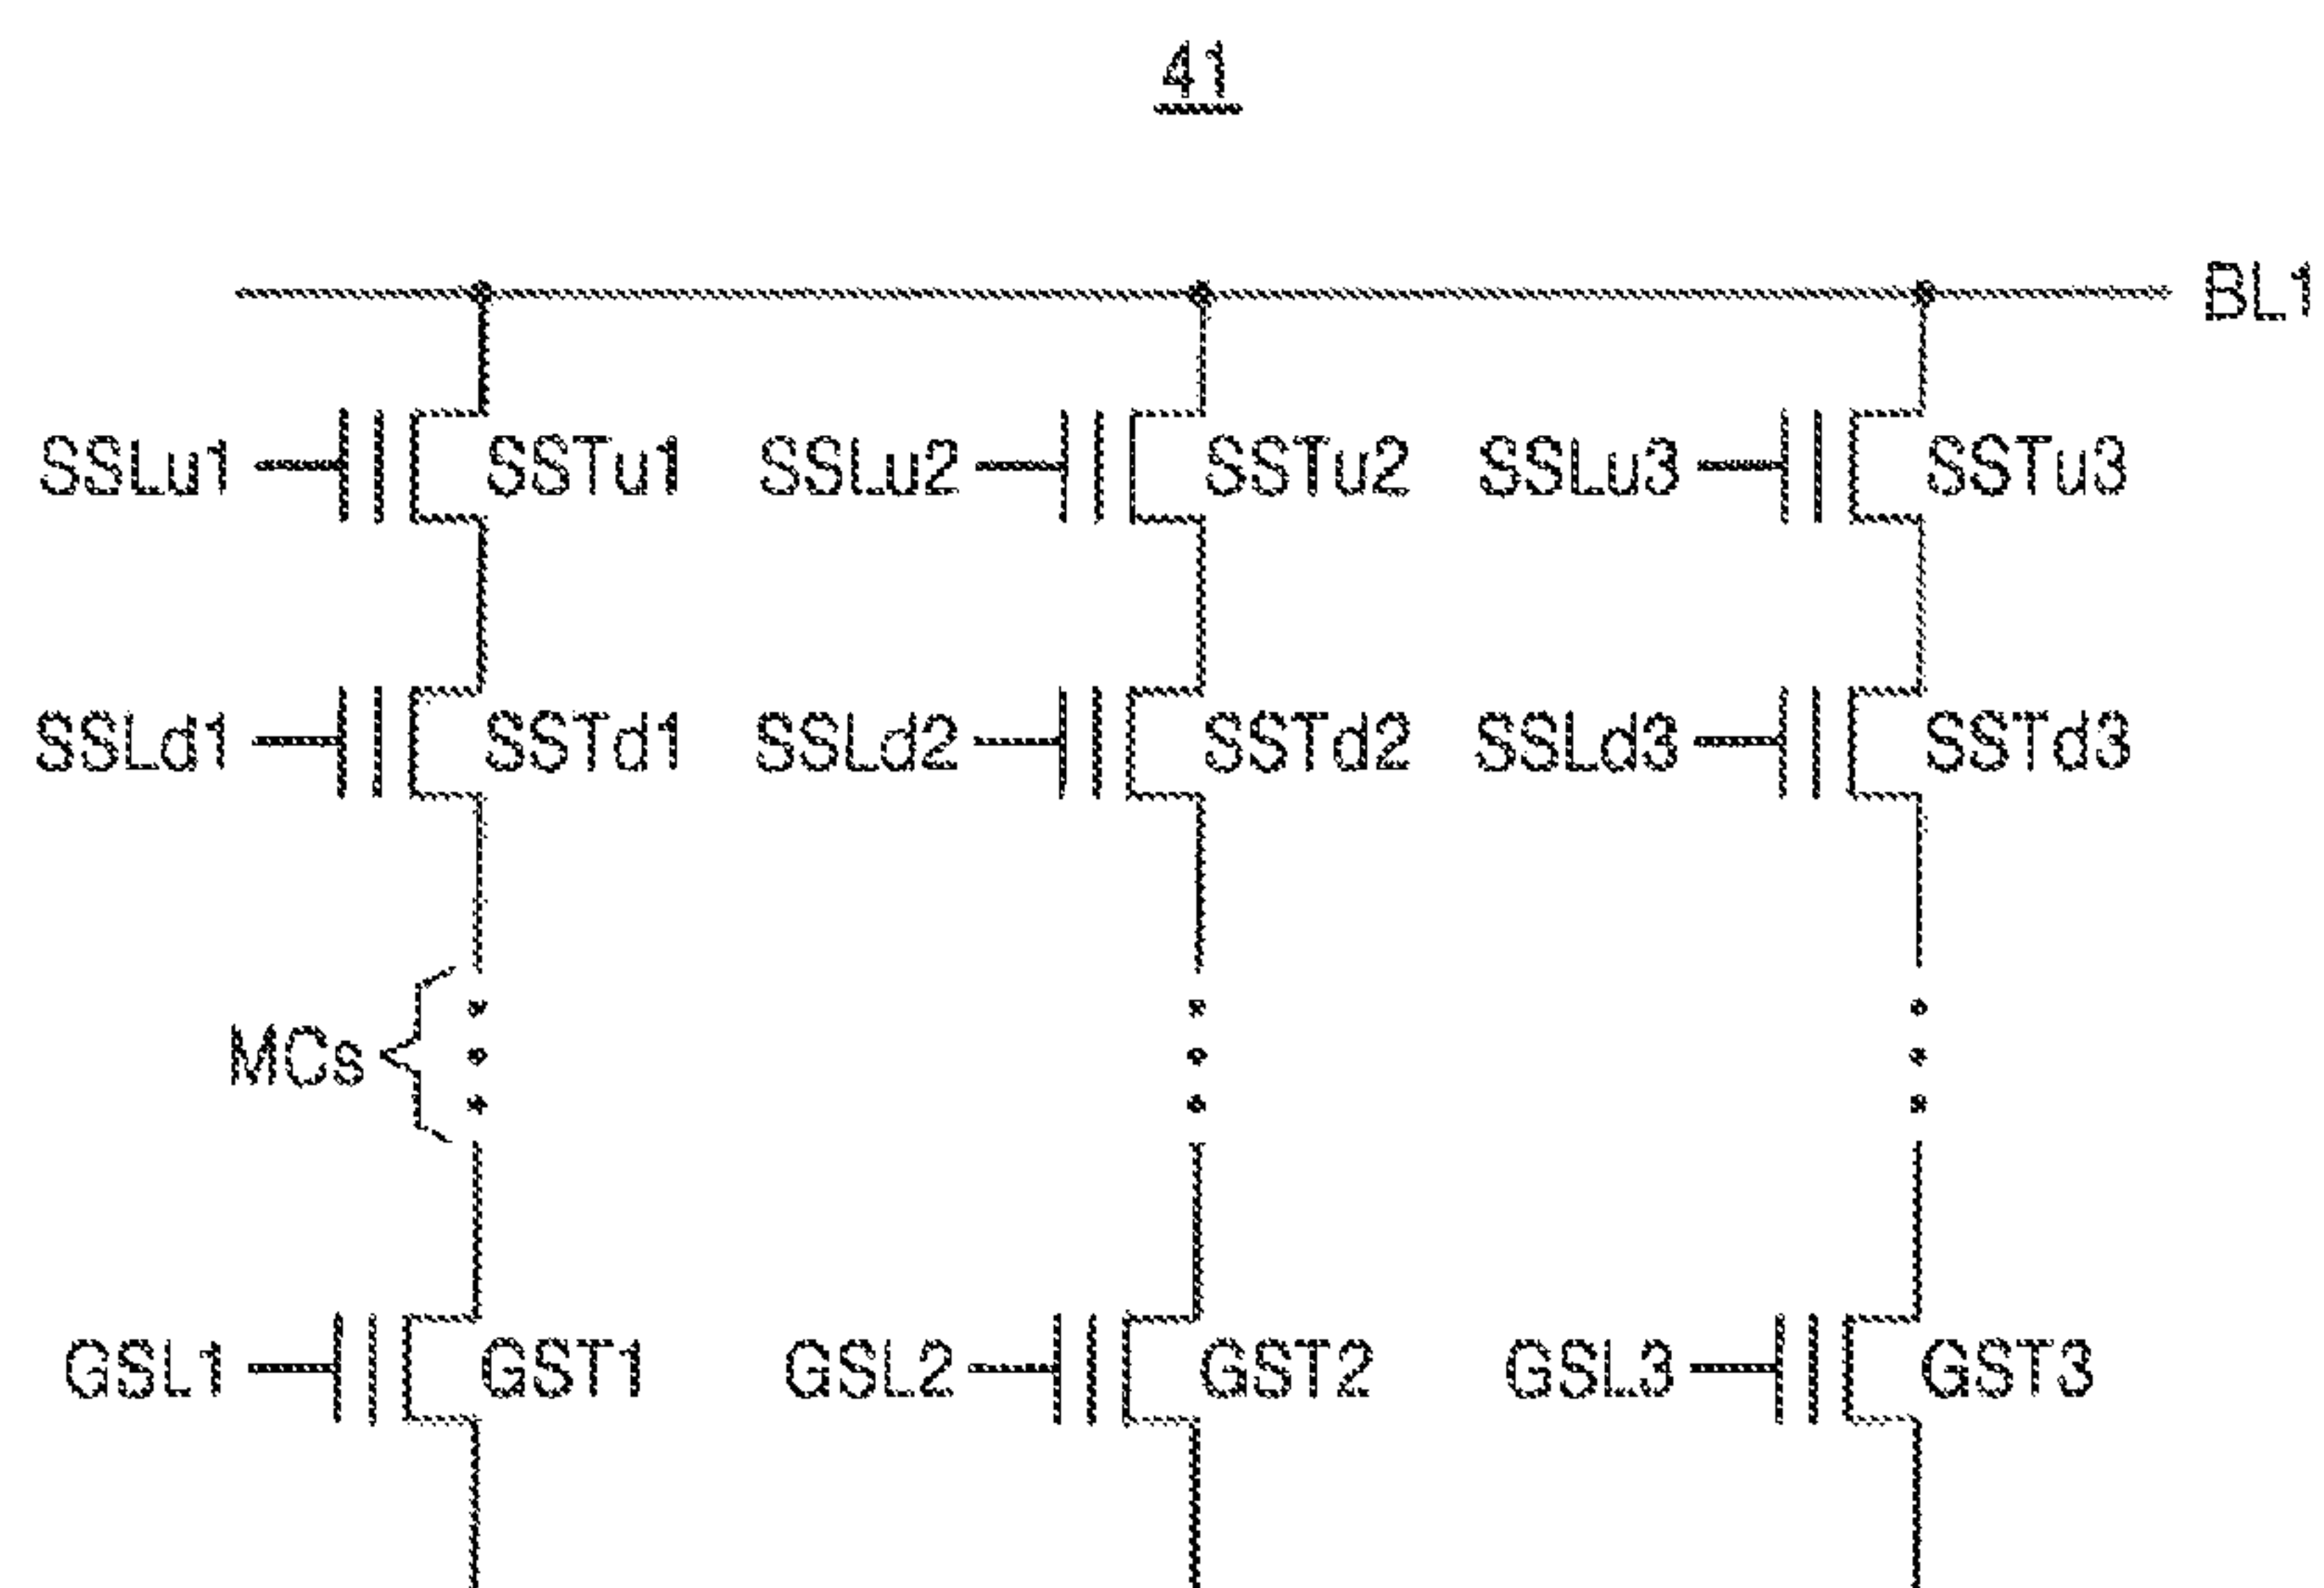 41
BL1
SSLu1 SSTu1 SSLu2 SSTu2 SSLu3 SSTu3
SSLd1 SSTd1 SSLd2 SSTd2 SSLd3 SSTd3
MCs
GSL1 GST1 GSL2 GST2 GSL3 GST3